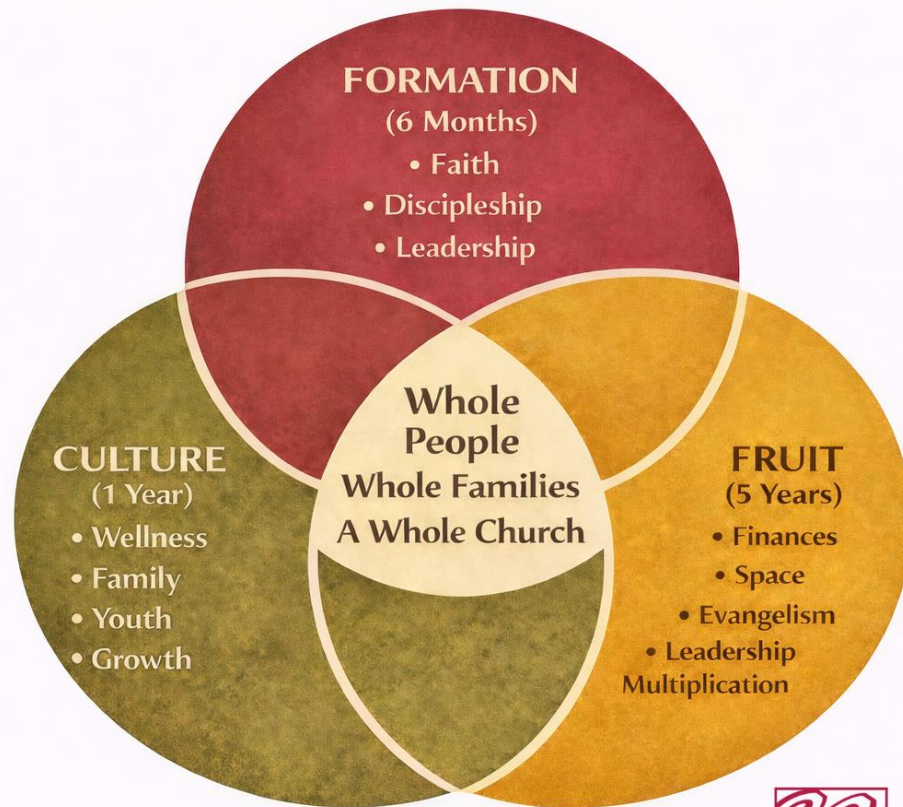 FORMATION
(6 Months)
• Faith
• Discipleship
• Leadership
Whole
People
Whole Families
A Whole Church
CULTURE
(1 Year)
• Wellness
• Family
• Youth
• Growth
FRUIT
(5 Years)
• Finances
• Space
• Evangelism
• Leadership
Multiplication